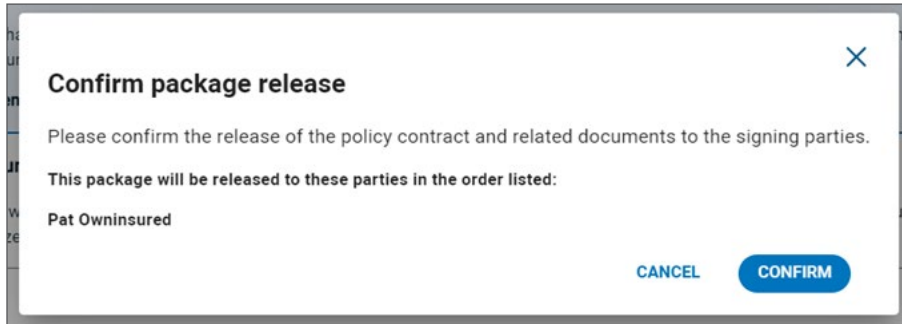 Confirm package release
Please confirm the release of the policy contract and related documents to the signing parties.
This package will be released to these parties in the order listed:
Pat Owninsured
CANCEL CONFIRM